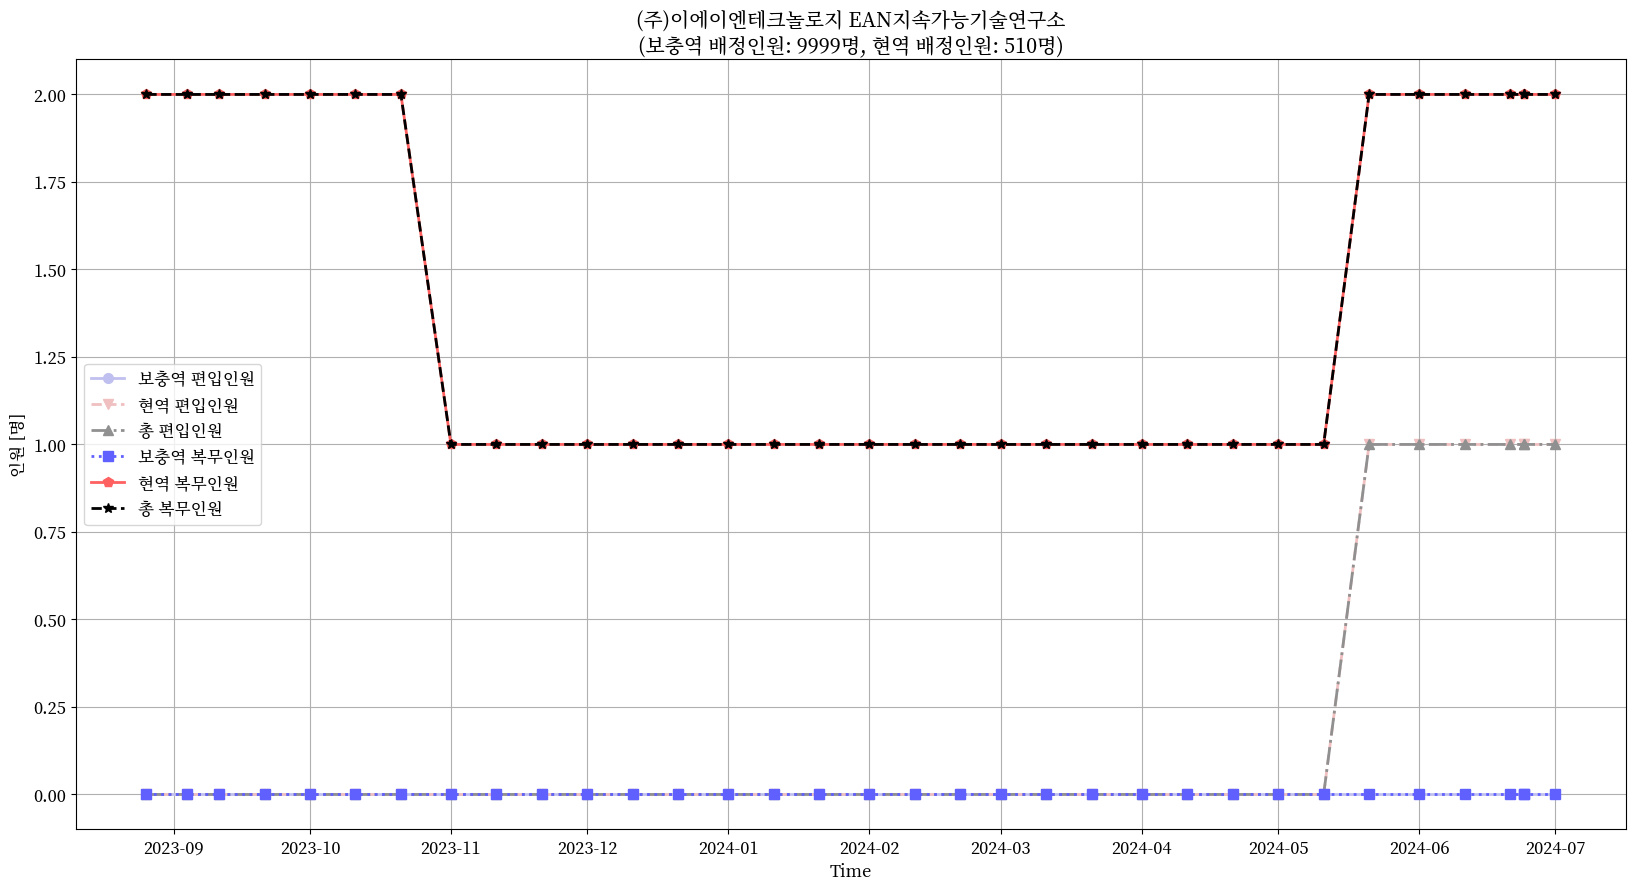 (주)이에이엔테크놀로지 EAN지속가능기술연구소
(보충역 배정인원: 9999명, 현역 배정인원: 510명)
2.00
1.75
1.50
1.25
1.00
0.75
0.50
0.25
0.00
인원 [명]
보충역 편입인원
현역 편입인원
총 편입인원
보충역 복무인원
현역 복무인원
총 복무인원
2023-09
2023-10
2023-11
2023-12
2024-01
2024-02
2024-03
2024-04
2024-05
2024-06
2024-07
Time